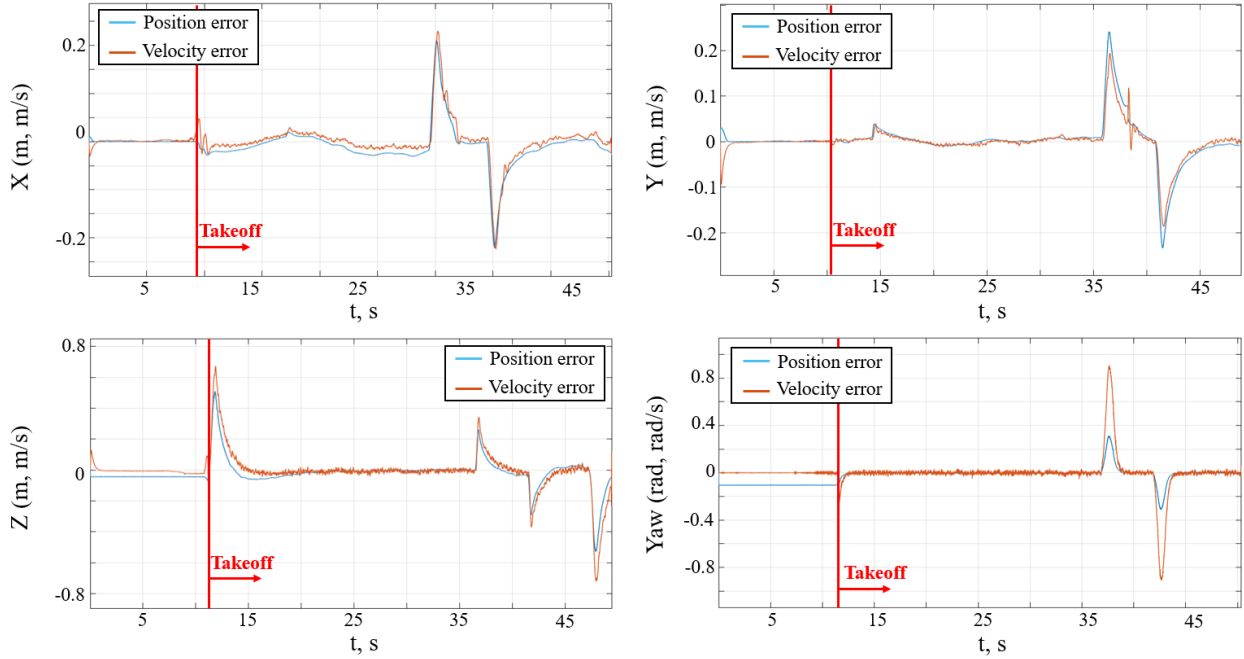 Position error
Velocity error
0.2
0
-0.2
X (m, m/s)
Takeoff
5
15
25
35
45
t, s
Position error
Velocity error
0.2
0.1
0
-0.1
-0.2
Y (m, m/s)
Takeoff
5
15
25
35
45
t, s
Position error
Velocity error
0.8
0
-0.8
Z (m, m/s)
Takeoff
5
15
25
35
45
t, s
Position error
Velocity error
0.8
0.4
0
-0.4
-0.8
Yaw (rad, rad/s)
Takeoff
5
15
25
35
45
t, s